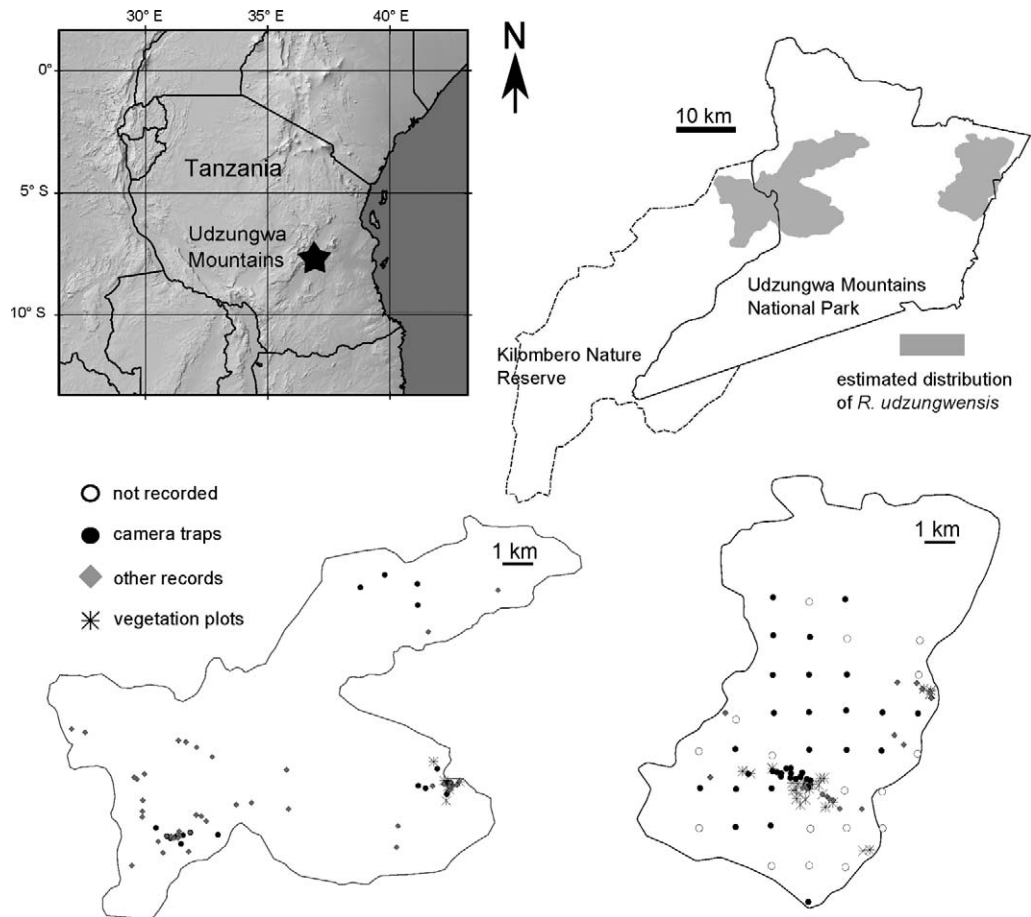 30° E
35° E
40° E
0°
5° S
10° S
Tanzania
Udzungwa
Mountains
N
10 km
Udzungwa Mountains
National Park
Kilombero Nature
Reserve
estimated distribution
of R. udzungwensis
not recorded
camera traps
other records
vegetation plots
1 km
1 km